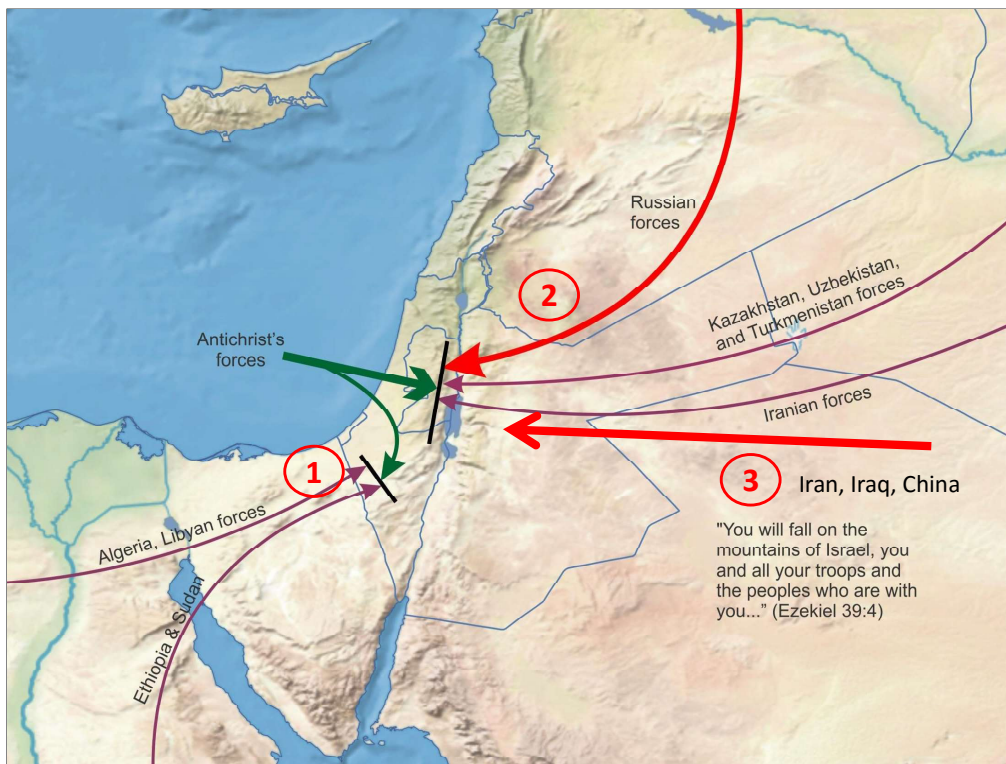 Russian
forces
2
Kazakhstan, Uzbekistan,
and Turkmenistan forces
Antichrist's
forces
Iranian forces
1
3
Iran, Iraq, China
Algeria, Libyan forces
"You will fall on the
mountains of Israel, you
and all your troops and
the peoples who are with
you...” (Ezekiel 39:4)
Ethiopia & Sudan